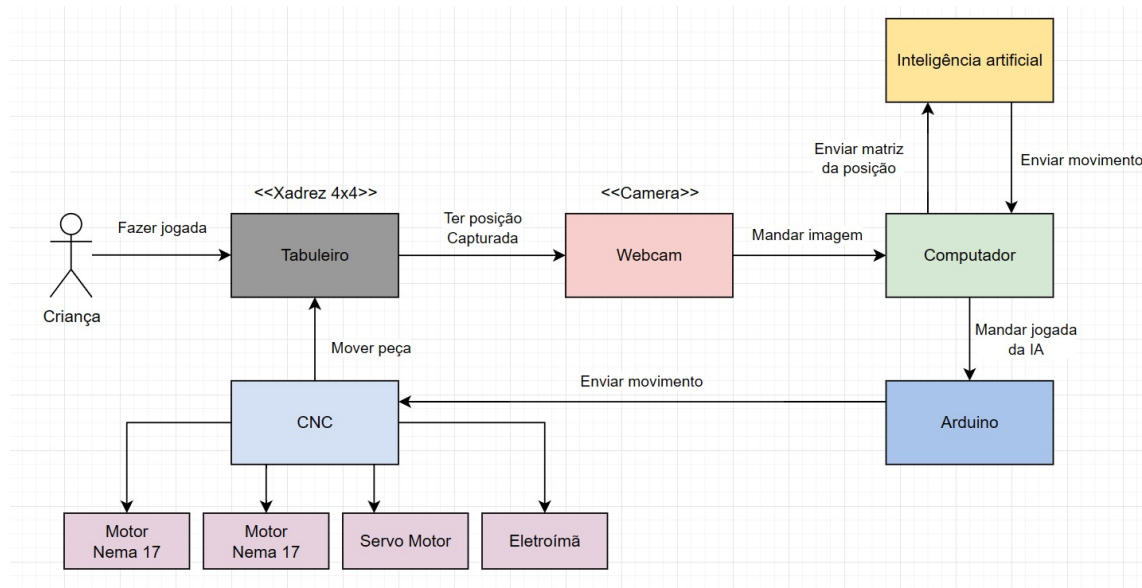 Inteligência artificial
Enviar matriz
da posição
Enviar movimento
<<Xadrez 4x4>>
<<Camera>>
Fazer jogada
Tabuleiro
Ter posição
Capturada
Webcam
Mandar imagem
Computador
Criança
Mover peça
Mandar jogada
da IA
Enviar movimento
CNC
Arduino
Motor
Nema 17
Motor
Nema 17
Servo Motor
Eletroímã